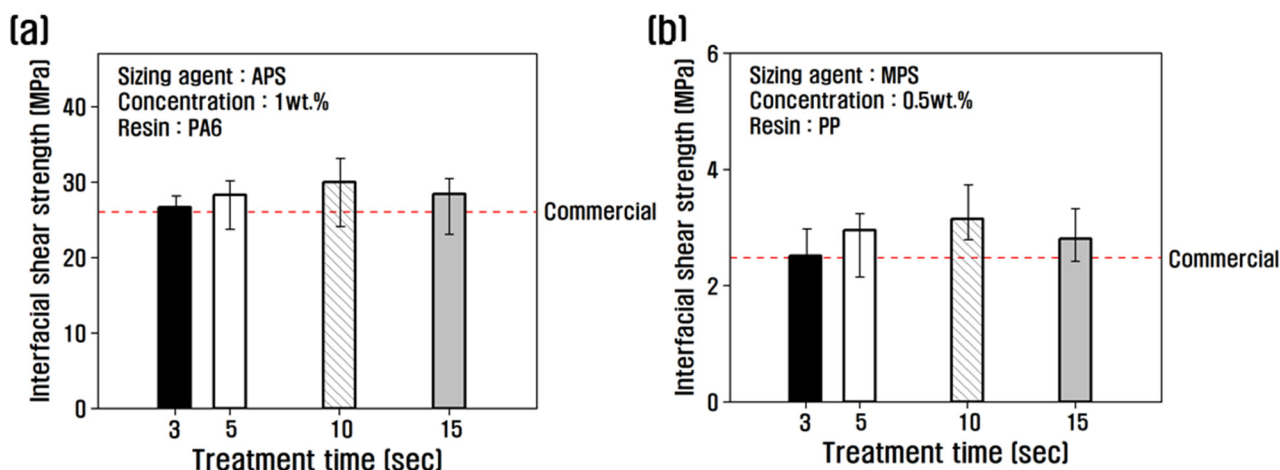 (a)
Interfacial shear strength (MPa)
40
30
20
10
0
Sizing agent : APS
Concentration : 1wt.%
Resin : PA6
Commercial
3 5 10 15
Treatment time (sec)
(b)
Interfacial shear strength (MPa)
6
4
2
0
Sizing agent : MPS
Concentration : 0.5wt.%
Resin : PP
Commercial
3 5 10 15
Treatment time (sec)